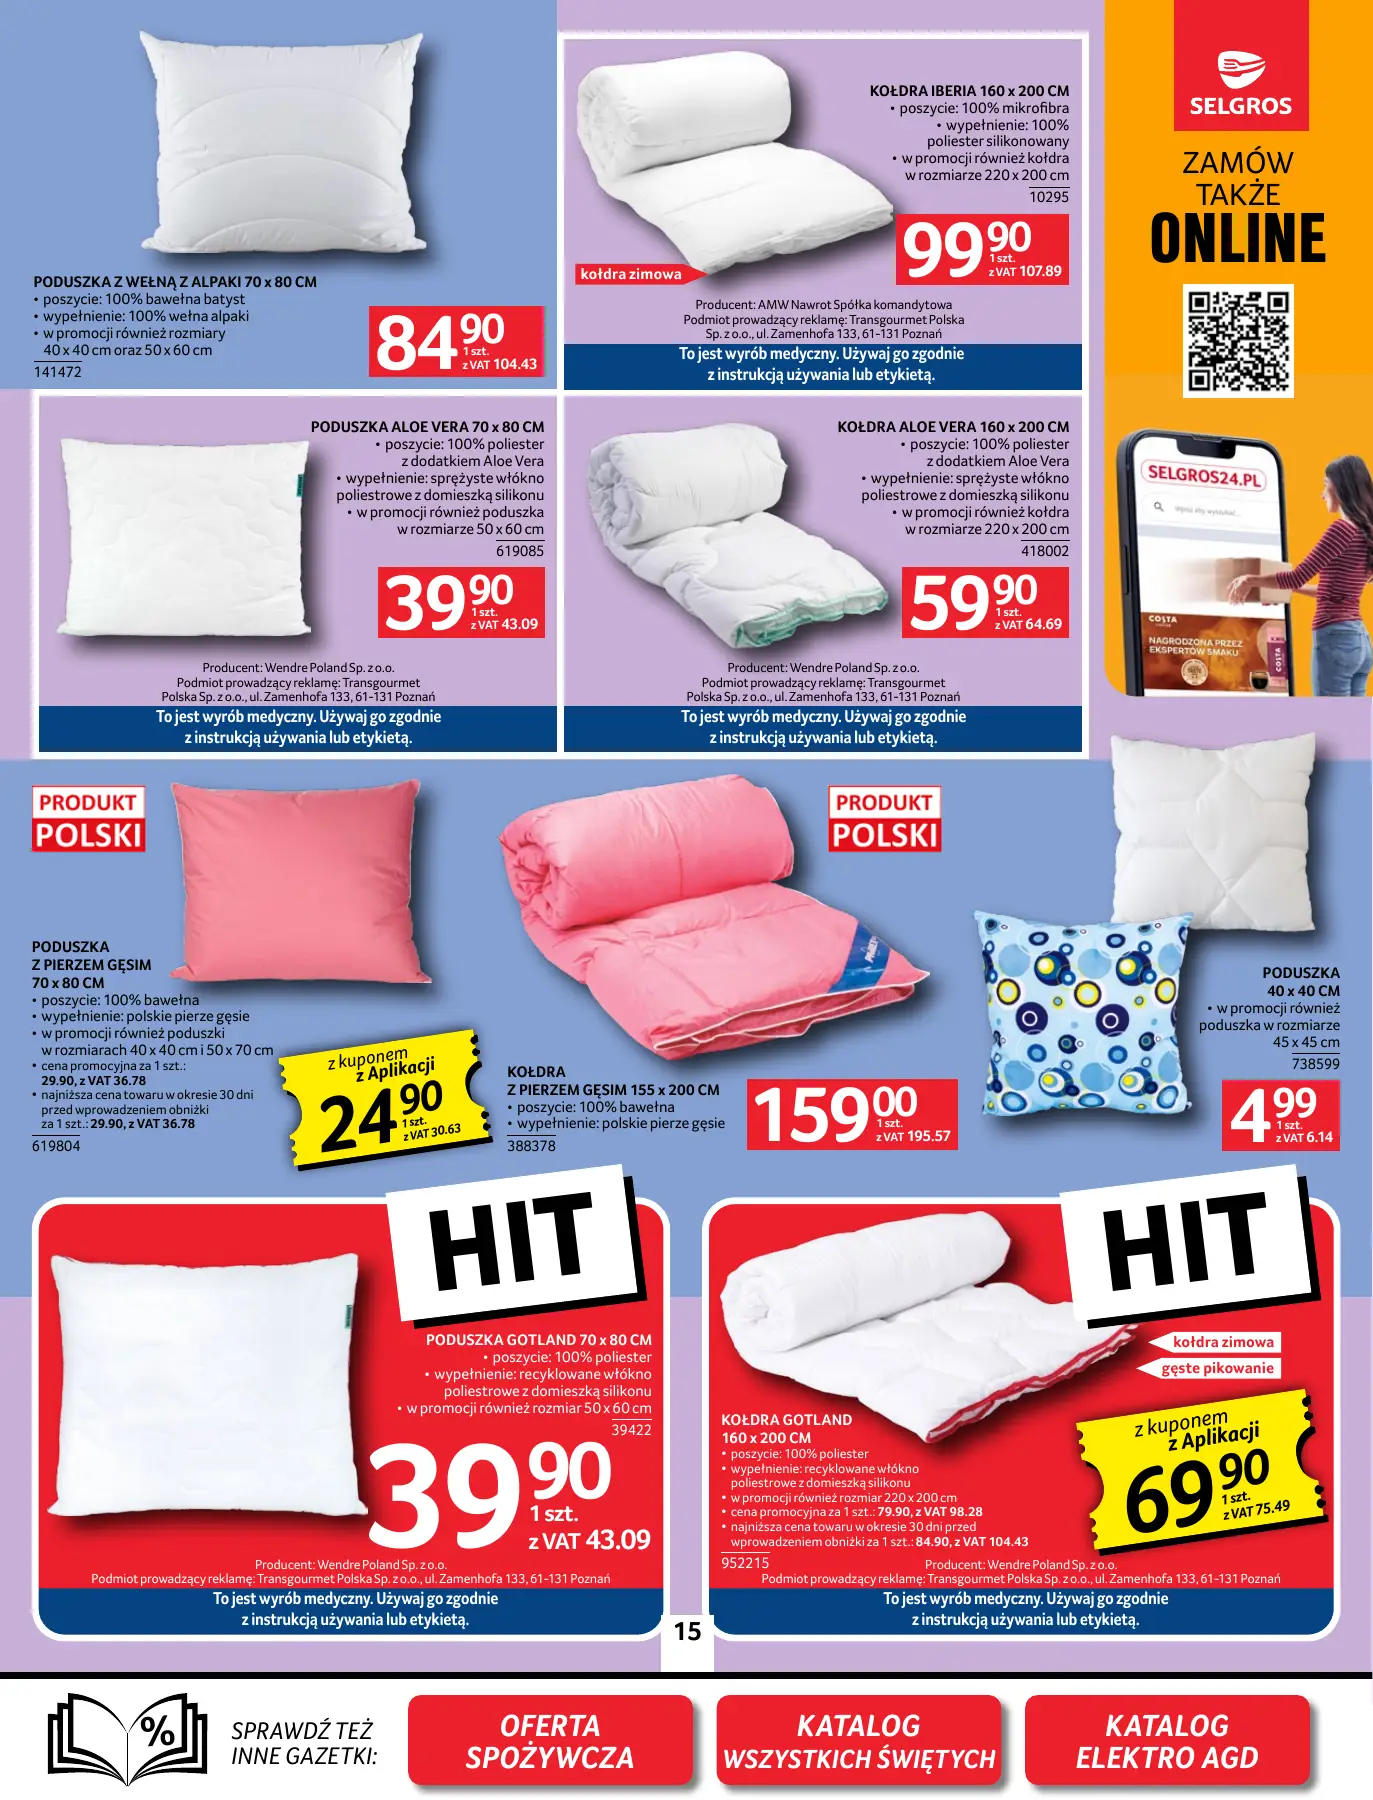 PODUSZKA Z WEŁNĄ Z ALPAKI 70 x 80 CM
• poszycie: 100% bawełna batyst
• wypełnienie: 100% wełna alpaki
• w promocji również rozmiary
40 x 40 cm oraz 50 x 60 cm
141472
84 90
1 szt.
z VAT 104.43
KOŁDRA IBERIA 160 x 200 CM
• poszycie: 100% mikrofibra
• wypełnienie: 100%
poliester silikonowany
• w promocji również kołdra
w rozmiarze 220 x 200 cm
10295
99 90
1 szt.
z VAT 107.89
kołdra zimowa
Producent: AMW Nawrot Spółka komandytowa
Podmiot prowadzący reklamę: Transgourmet Polska
Sp. z o.o., ul. Zamenhofa 133, 61-131 Poznań
To jest wyrób medyczny. Używaj go zgodnie
z instrukcją używania lub etykietą.
SELGROS
ZAMÓW
TAKŻE
ONLINE
SELGROS24.PL
Wpisz aby wyszukać...
COSTA
NAGRODZONA PRZEZ
EKSPERTÓW SMAKU
COSTA
PODUSZKA ALOE VERA 70 x 80 CM
• poszycie: 100% poliester
z dodatkiem Aloe Vera
• wypełnienie: sprężyste włókno
poliestrowe z domieszką silikonu
• w promocji również poduszka
w rozmiarze 50 x 60 cm
619085
39 90
1 szt.
z VAT 43.09
Producent: Wendre Poland Sp. z o.o.
Podmiot prowadzący reklamę: Transgourmet
Polska Sp. z o.o., ul. Zamenhofa 133, 61-131 Poznań
To jest wyrób medyczny. Używaj go zgodnie
z instrukcją używania lub etykietą.
KOŁDRA ALOE VERA 160 x 200 CM
• poszycie: 100% poliester
z dodatkiem Aloe Vera
• wypełnienie: sprężyste włókno
poliestrowe z domieszką silikonu
• w promocji również kołdra
w rozmiarze 220 x 200 cm
418002
59 90
1 szt.
z VAT 64.69
Producent: Wendre Poland Sp. z o.o.
Podmiot prowadzący reklamę: Transgourmet
Polska Sp. z o.o., ul. Zamenhofa 133, 61-131 Poznań
To jest wyrób medyczny. Używaj go zgodnie
z instrukcją używania lub etykietą.
PRODUKT
POLSKI
PODUSZKA
Z PIERZEM GĘSIM
70 x 80 CM
• poszycie: 100% bawełna
• wypełnienie: polskie pierze gęsie
• w promocji również poduszki
w rozmiarach 40 x 40 cm i 50 x 70 cm
• cena promocyjna za 1 szt.:
29.90, z VAT 36.78
• najniższa cena towaru w okresie 30 dni
przed wprowadzeniem obniżki
za 1 szt.: 29.90, z VAT 36.78
619804
z kuponem
z Aplikacji
24 90
1 szt.
z VAT 30.63
PRODUKT
POLSKI
KOŁDRA
Z PIERZEM GĘSIM 155 x 200 CM
• poszycie: 100% bawełna
• wypełnienie: polskie pierze gęsie
388378
159 00
1 szt.
z VAT 195.57
PODUSZKA
40 x 40 CM
• w promocji również
poduszka w rozmiarze
45 x 45 cm
738599
4 99
1 szt.
z VAT 6.14
HIT
PODUSZKA GOTLAND 70 x 80 CM
• poszycie: 100% poliester
• wypełnienie: recyklowane włókno
poliestrowe z domieszką silikonu
• w promocji również rozmiar 50 x 60 cm
39422
39 90
1 szt.
z VAT 43.09
Producent: Wendre Poland Sp. z o.o.
Podmiot prowadzący reklamę: Transgourmet Polska Sp. z o.o., ul. Zamenhofa 133, 61-131 Poznań
To jest wyrób medyczny. Używaj go zgodnie
z instrukcją używania lub etykietą.
HIT
kołdra zimowa
gęste pikowanie
KOŁDRA GOTLAND
160 x 200 CM
• poszycie: 100% poliester
• wypełnienie: recyklowane włókno
poliestrowe z domieszką silikonu
• w promocji również rozmiar 220 x 200 cm
• cena promocyjna za 1 szt.: 79.90, z VAT 98.28
• najniższa cena towaru w okresie 30 dni przed
wprowadzeniem obniżki za 1 szt.: 84.90, z VAT 104.43
952215
z kuponem
z Aplikacji
69 90
1 szt.
z VAT 75.49
Producent: Wendre Poland Sp. z o.o.
Podmiot prowadzący reklamę: Transgourmet Polska Sp. z o.o., ul. Zamenhofa 133, 61-131 Poznań
To jest wyrób medyczny. Używaj go zgodnie
z instrukcją używania lub etykietą.
15
%
SPRAWDŹ TEŻ
INNE GAZETKI:
OFERTA
SPOŻYWCZA
KATALOG
WSZYSTKICH ŚWIĘTYCH
KATALOG
ELEKTRO AGD